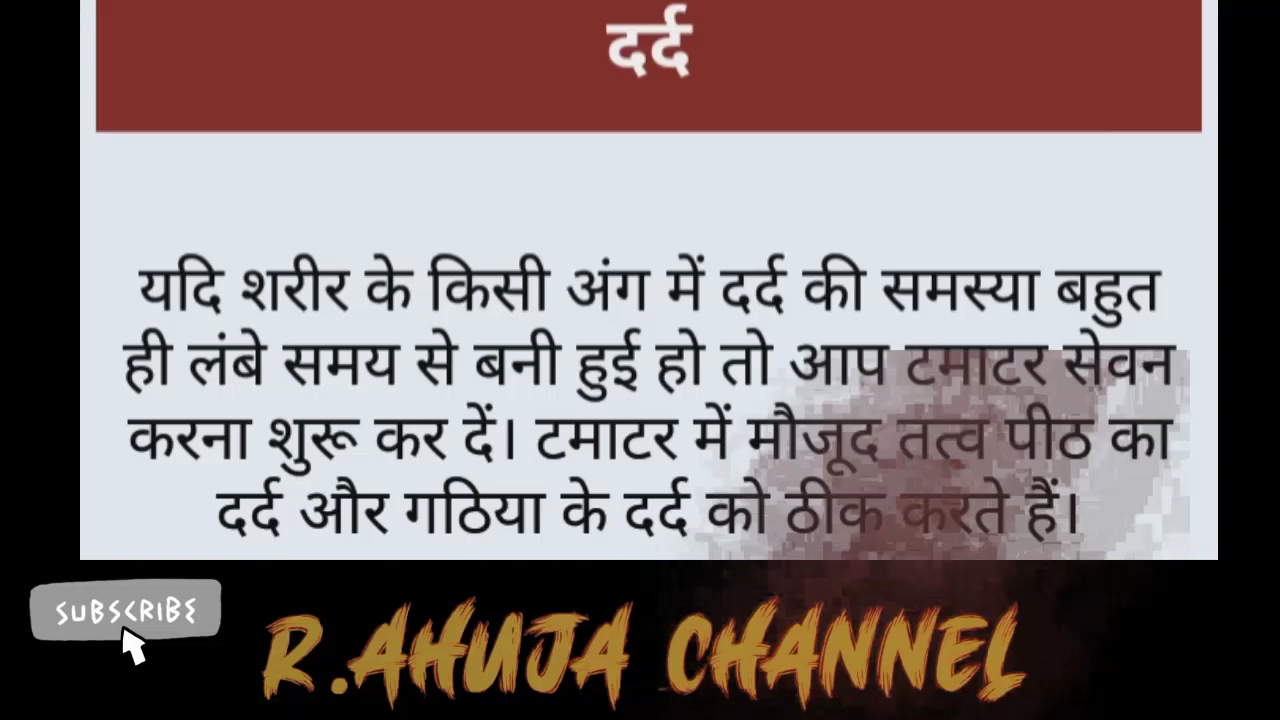 दर्द
यदि शरीर के किसी अंग में दर्द की समस्या बहुत
ही लंबे समय से बनी हुई हो तो आप टमाटर सेवन
करना शुरू कर दें। टमाटर में मौजूद तत्व पीठ का
दर्द और गठिया के दर्द को ठीक करते हैं।
SUBSCRIBE
R.AHUJA CHANNEL